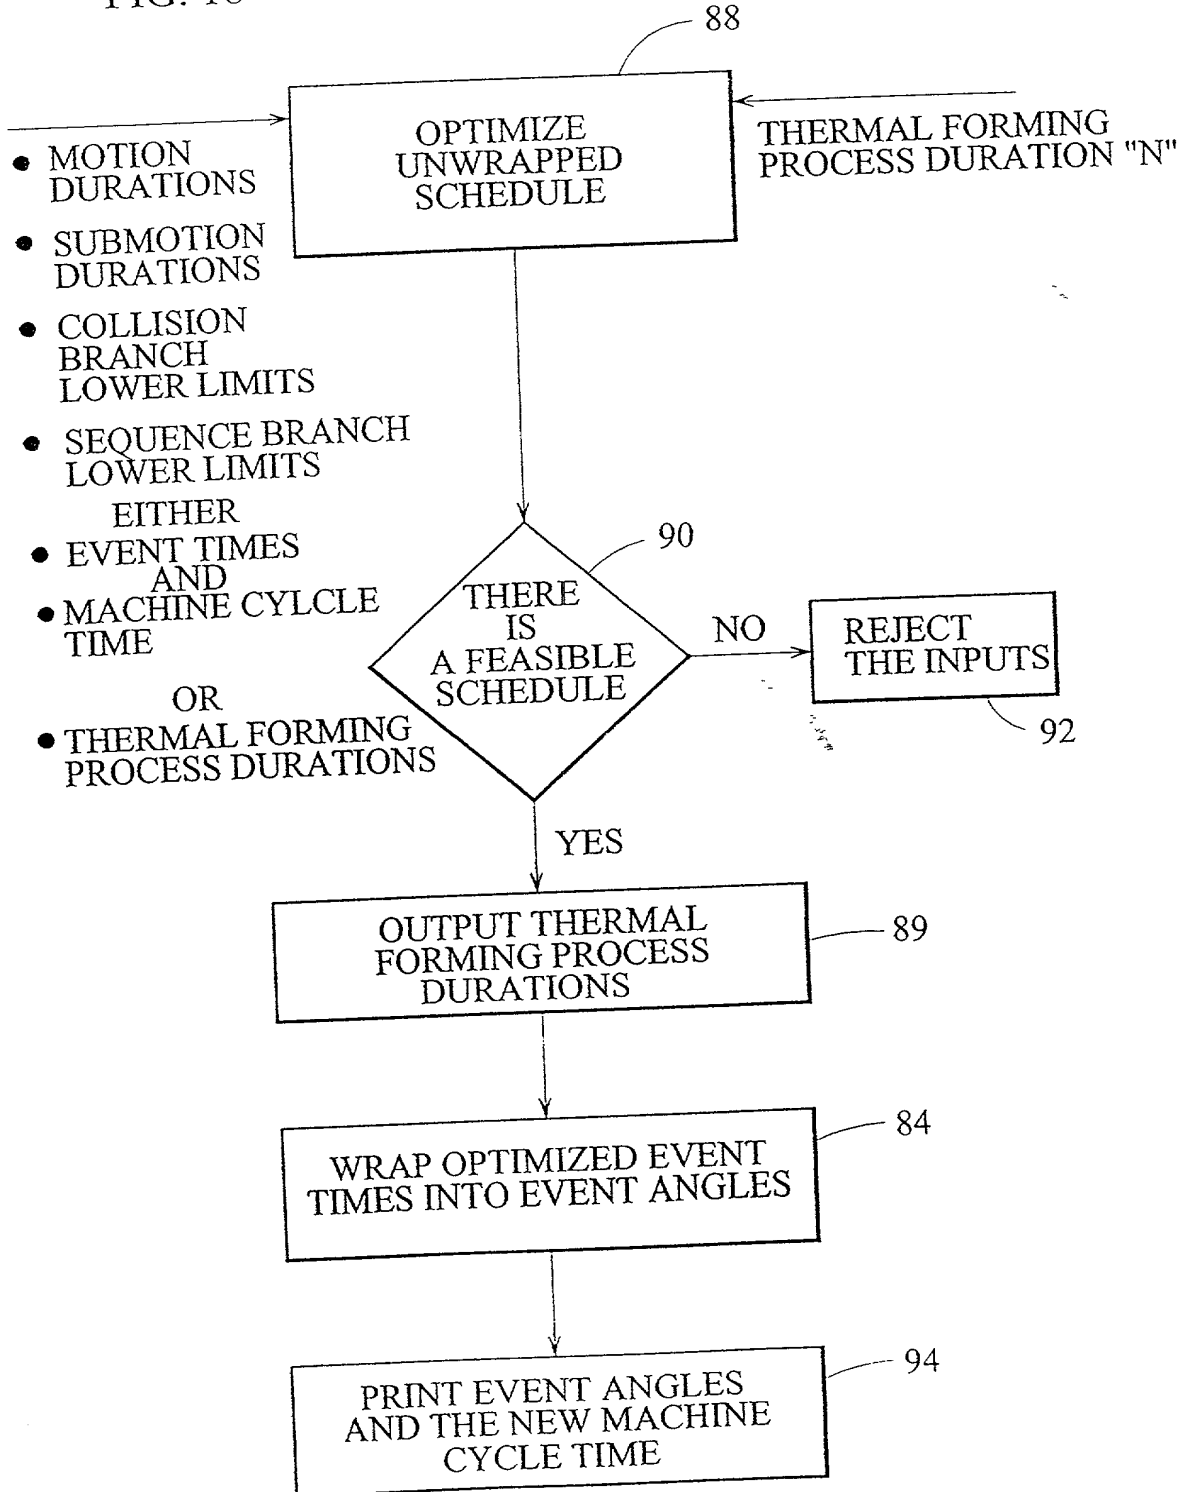 88
OPTIMIZE
UNWRAPPED
SCHEDULE
THERMAL FORMING
PROCESS DURATION "N"
● MOTION
DURATIONS
● SUBMOTION
DURATIONS
● COLLISION
BRANCH
LOWER LIMITS
● SEQUENCE BRANCH
LOWER LIMITS
EITHER
● EVENT TIMES
AND
● MACHINE CYLCLE
TIME
OR
● THERMAL FORMING
PROCESS DURATIONS
90
THERE
IS
A FEASIBLE
SCHEDULE
NO
REJECT
THE INPUTS
92
YES
OUTPUT THERMAL
FORMING PROCESS
DURATIONS
89
WRAP OPTIMIZED EVENT
TIMES INTO EVENT ANGLES
84
PRINT EVENT ANGLES
AND THE NEW MACHINE
CYCLE TIME
94